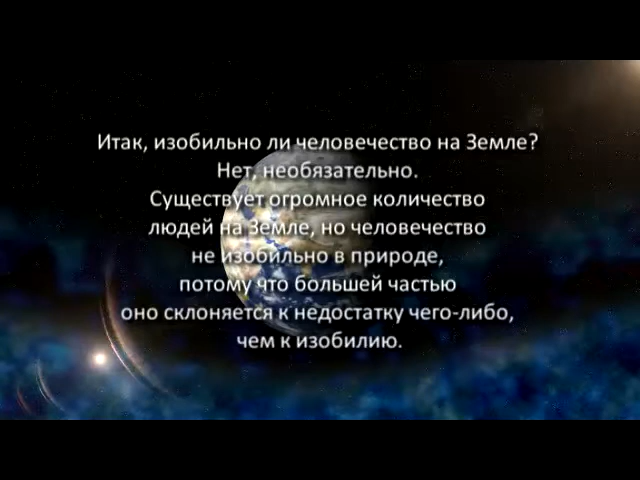 Итак, изобильно ли человечество на Земле?
Нет, необязательно.
Существует огромное количество
людей на Земле, но человечество
не изобильно в природе,
потому что большей частью
оно склоняется к недостатку чего-либо,
чем к изобилию.